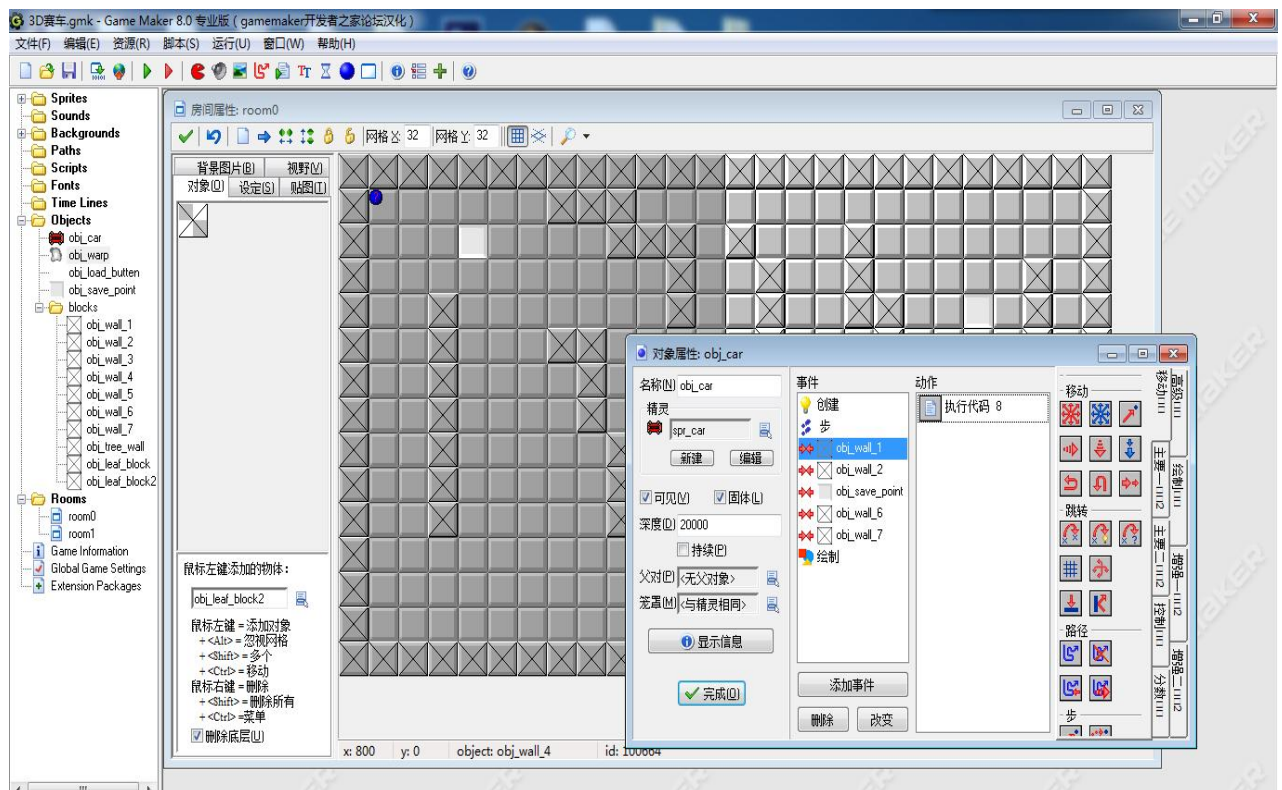 3D赛车.gmk - Game Maker 8.0 专业版 ( gamemaker开发者之家论坛汉化 )
文件(F) 编辑(E) 资源(R) 脚本(S) 运行(U) 窗口(W) 帮助(H)
Sprites
Sounds
Backgrounds
Paths
Scripts
Fonts
Time Lines
Objects
obj_car
obj_warp
obj_load_butten
obj_save_point
blocks
obj_wall_1
obj_wall_2
obj_wall_3
obj_wall_4
obj_wall_5
obj_wall_6
obj_wall_7
obj_tree_wall
obj_leaf_block
obj_leaf_block2
Rooms
room0
room1
Game Information
Global Game Settings
Extension Packages
房间属性: room0
网格 X: 32 网格 Y: 32
背景图片(B) 视野(V)
对象(O) 设定(S) 贴图(T)
鼠标左键添加的物体:
obj_leaf_block2
鼠标左键 = 添加对象
+ <Alt> = 忽视网格
+ <Shift> = 多个
+ <Ctrl> = 移动
鼠标右键 = 删除
+ <Shift> = 删除所有
+ <Ctrl> =菜单
删除底层(U)
x: 800 y: 0 object: obj_wall_4 id: 100664
对象属性: obj_car
名称(N) obj_car
精灵
spr_car
新建 编辑
可见(V) 固体(L)
深度(D) 20000
持续(P)
父对(P) <无父对象>
笼罩(M) <与精灵相同>
显示信息
完成(O)
事件
创建
步
obj_wall_1
obj_wall_2
obj_save_point
obj_wall_6
obj_wall_7
绘制
添加事件
删除 改变
动作
执行代码 8
移动
跳转
路径
步